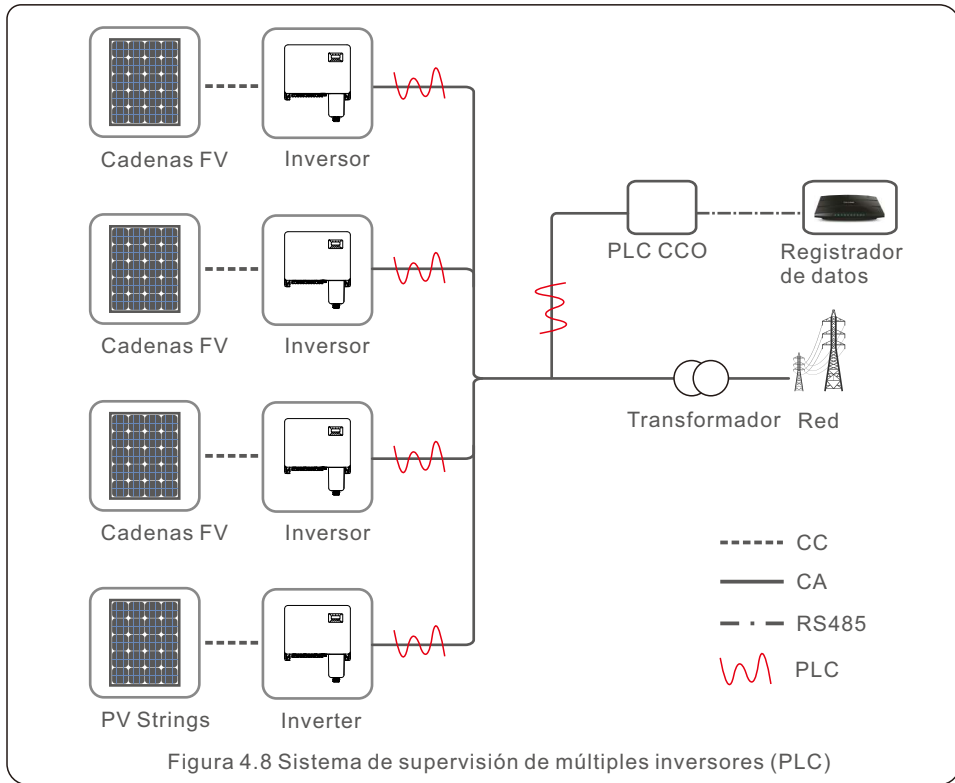 Cadenas FV
Inversor
PLC CCO
Registrador
de datos
Cadenas FV
Inversor
Transformador
Red
Cadenas FV
Inversor
CC
CA
RS485
PLC
PV Strings
Inverter
Figura 4.8 Sistema de supervisión de múltiples inversores (PLC)